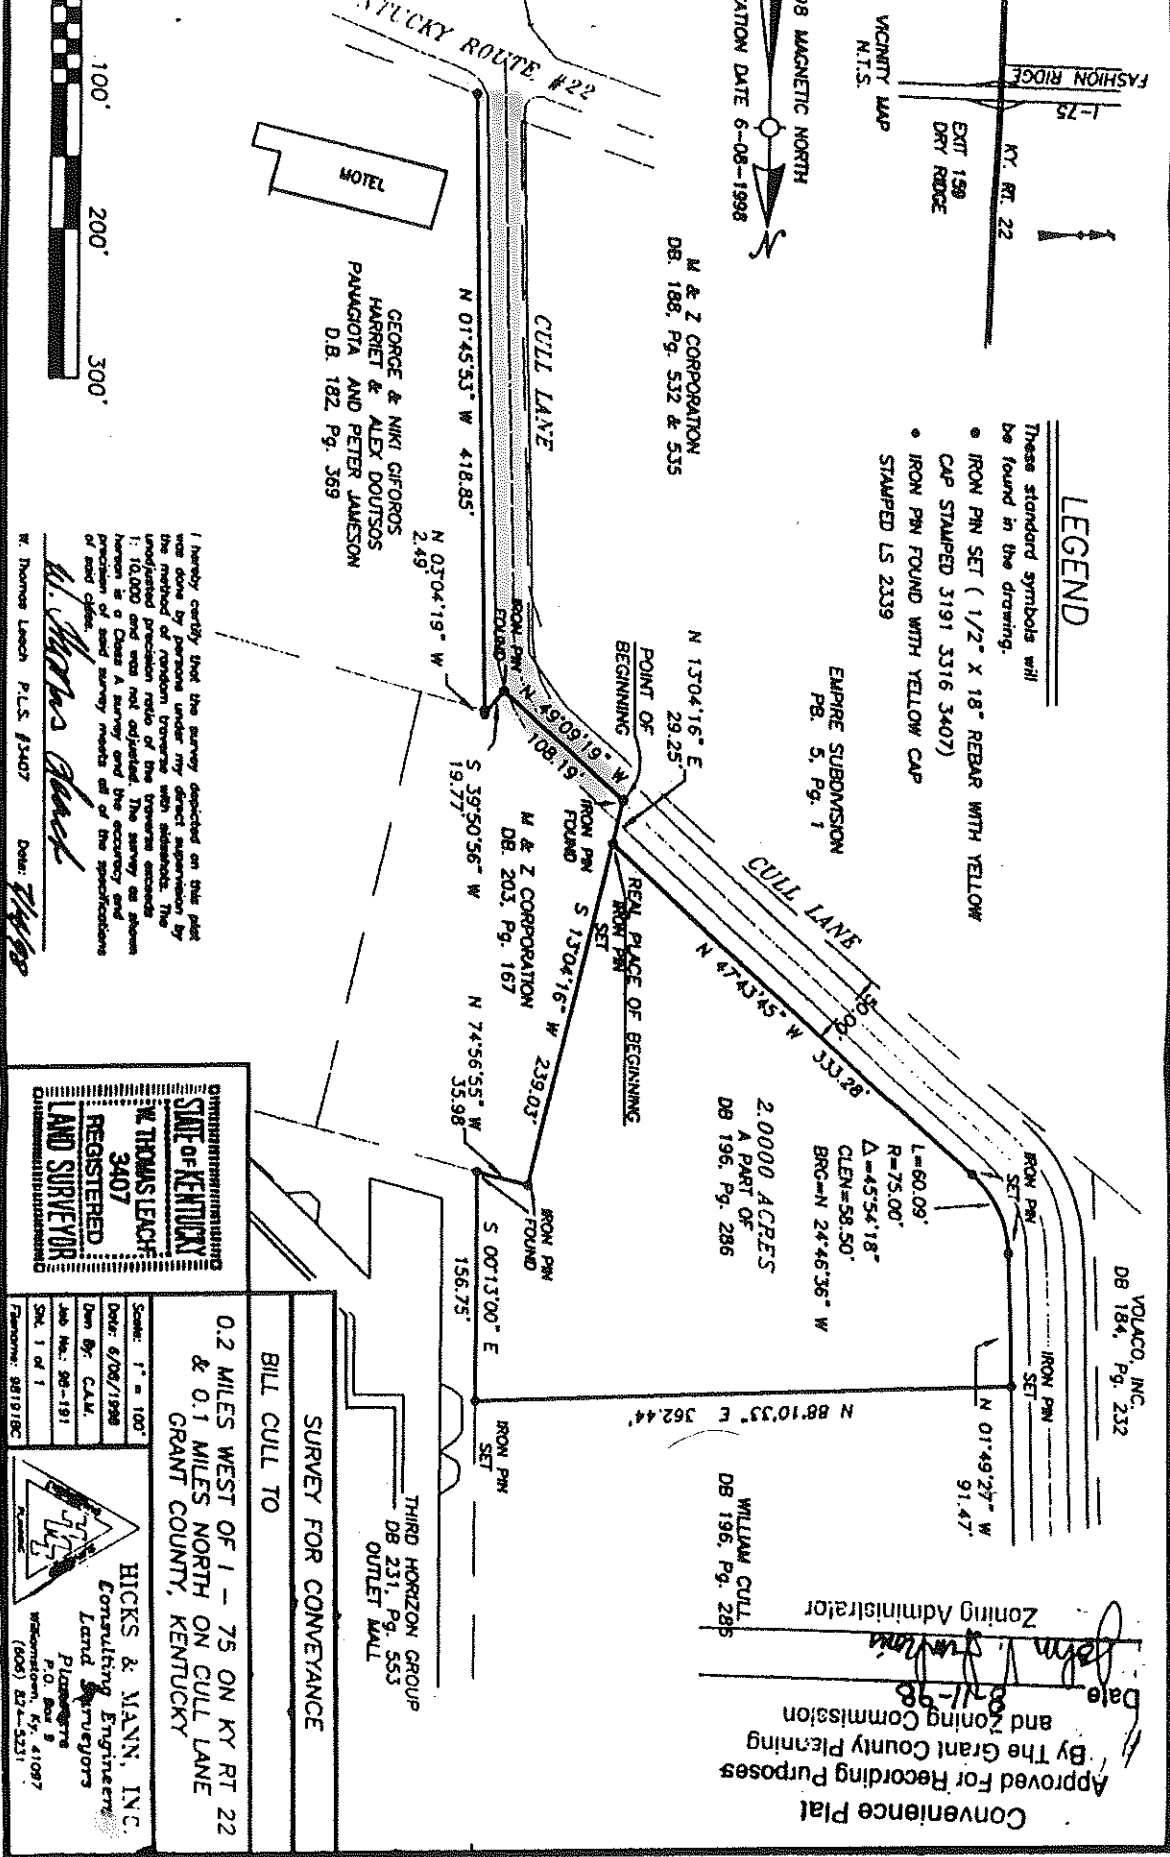 FASHION RIDGE
I-75
KY. RT. 22
EXIT 159
DRY RIDGE
VICINITY MAP
N.T.S.
98 MAGNETIC NORTH
ATION DATE 6-08-1998
N
LEGEND
These standard symbols will
be found in the drawing.
IRON PIN SET ( 1/2" X 18" REBAR WITH YELLOW
CAP STAMPED 3191 3316 3407)
IRON PIN FOUND WITH YELLOW CAP
STAMPED LS 2339
Convenience Plat
Approved For Recording Purposes
By The Grant County Planning
and Zoning Commission
8-11-98
Date
Zoning Administrator
VOLACO, INC.
DB 184, Pg. 232
M & Z CORPORATION
DB. 188, Pg. 532 & 535
EMPIRE SUBDIVISION
PB. 5, Pg. 1
NTUCKY ROUTE #22
CULL LANE
CULL LANE
50.0'
MOTEL
N 01°45'53" W 418.85'
GEORGE & NIKI GIFOROS
HARRIET & ALEX DOUTSOS
PANAGIOTA AND PETER JAMESON
D.B. 182, Pg. 369
N 03°04'19" W
2.49'
IRON PIN
FOUND
N 49°09'19" W
108.19'
S 39°50'56" W
19.77'
POINT OF
BEGINNING
N 13°04'16" E
29.25'
IRON PIN
FOUND
REAL PLACE OF BEGINNING
IRON PIN
SET
M & Z CORPORATION
DB. 203, Pg. 167
S 13°04'16" W 239.03'
N 74°56'55" W
35.98'
IRON PIN
FOUND
N 47°43'45" W 333.28'
2.0000 ACRES
A PART OF
DB 196, Pg. 286
L=60.09'
R=75.00'
Δ=45°54'18"
CLEN=58.50'
BRG=N 24°46'36" W
IRON PIN
SET
IRON PIN
SET
N 01°49'27" W
91.47'
N 88°10'33" E 362.44'
S 00°13'00" E
156.75'
IRON PIN
SET
WILLIAM CULL
DB 196, Pg. 286
THIRD HORIZON GROUP
DB 231, Pg. 553
OUTLET MALL
100'
200'
300'
I hereby certify that the survey depicted on this plat
was done by persons under my direct supervision by
the method of random traverse with sideshots. The
unadjusted precision ratio of the traverse exceeds
1: 10,000 and was not adjusted. The survey as shown
hereon is a Class A survey and the accuracy and
precision of said survey meets all of the specifications
of said class.
W. Thomas Leach
W. Thomas Leach P.L.S. #3407 Date:
STATE OF KENTUCKY
W. THOMAS LEACH
3407
REGISTERED
LAND SURVEYOR
SURVEY FOR CONVEYANCE
BILL CULL TO
0.2 MILES WEST OF I - 75 ON KY RT 22
& 0.1 MILES NORTH ON CULL LANE
GRANT COUNTY, KENTUCKY
Scale: 1" = 100'
Date: 6/08/1998
Dwn By: C.A.M.
Job No.: 98-191
Sht. 1 of 1
Filename: 98191BC
HICKS & MANN, INC.
Consulting Engineers
Land Surveyors
Planners
P.O. Box 9
Williamstown, Ky. 41097
(606) 824-5231